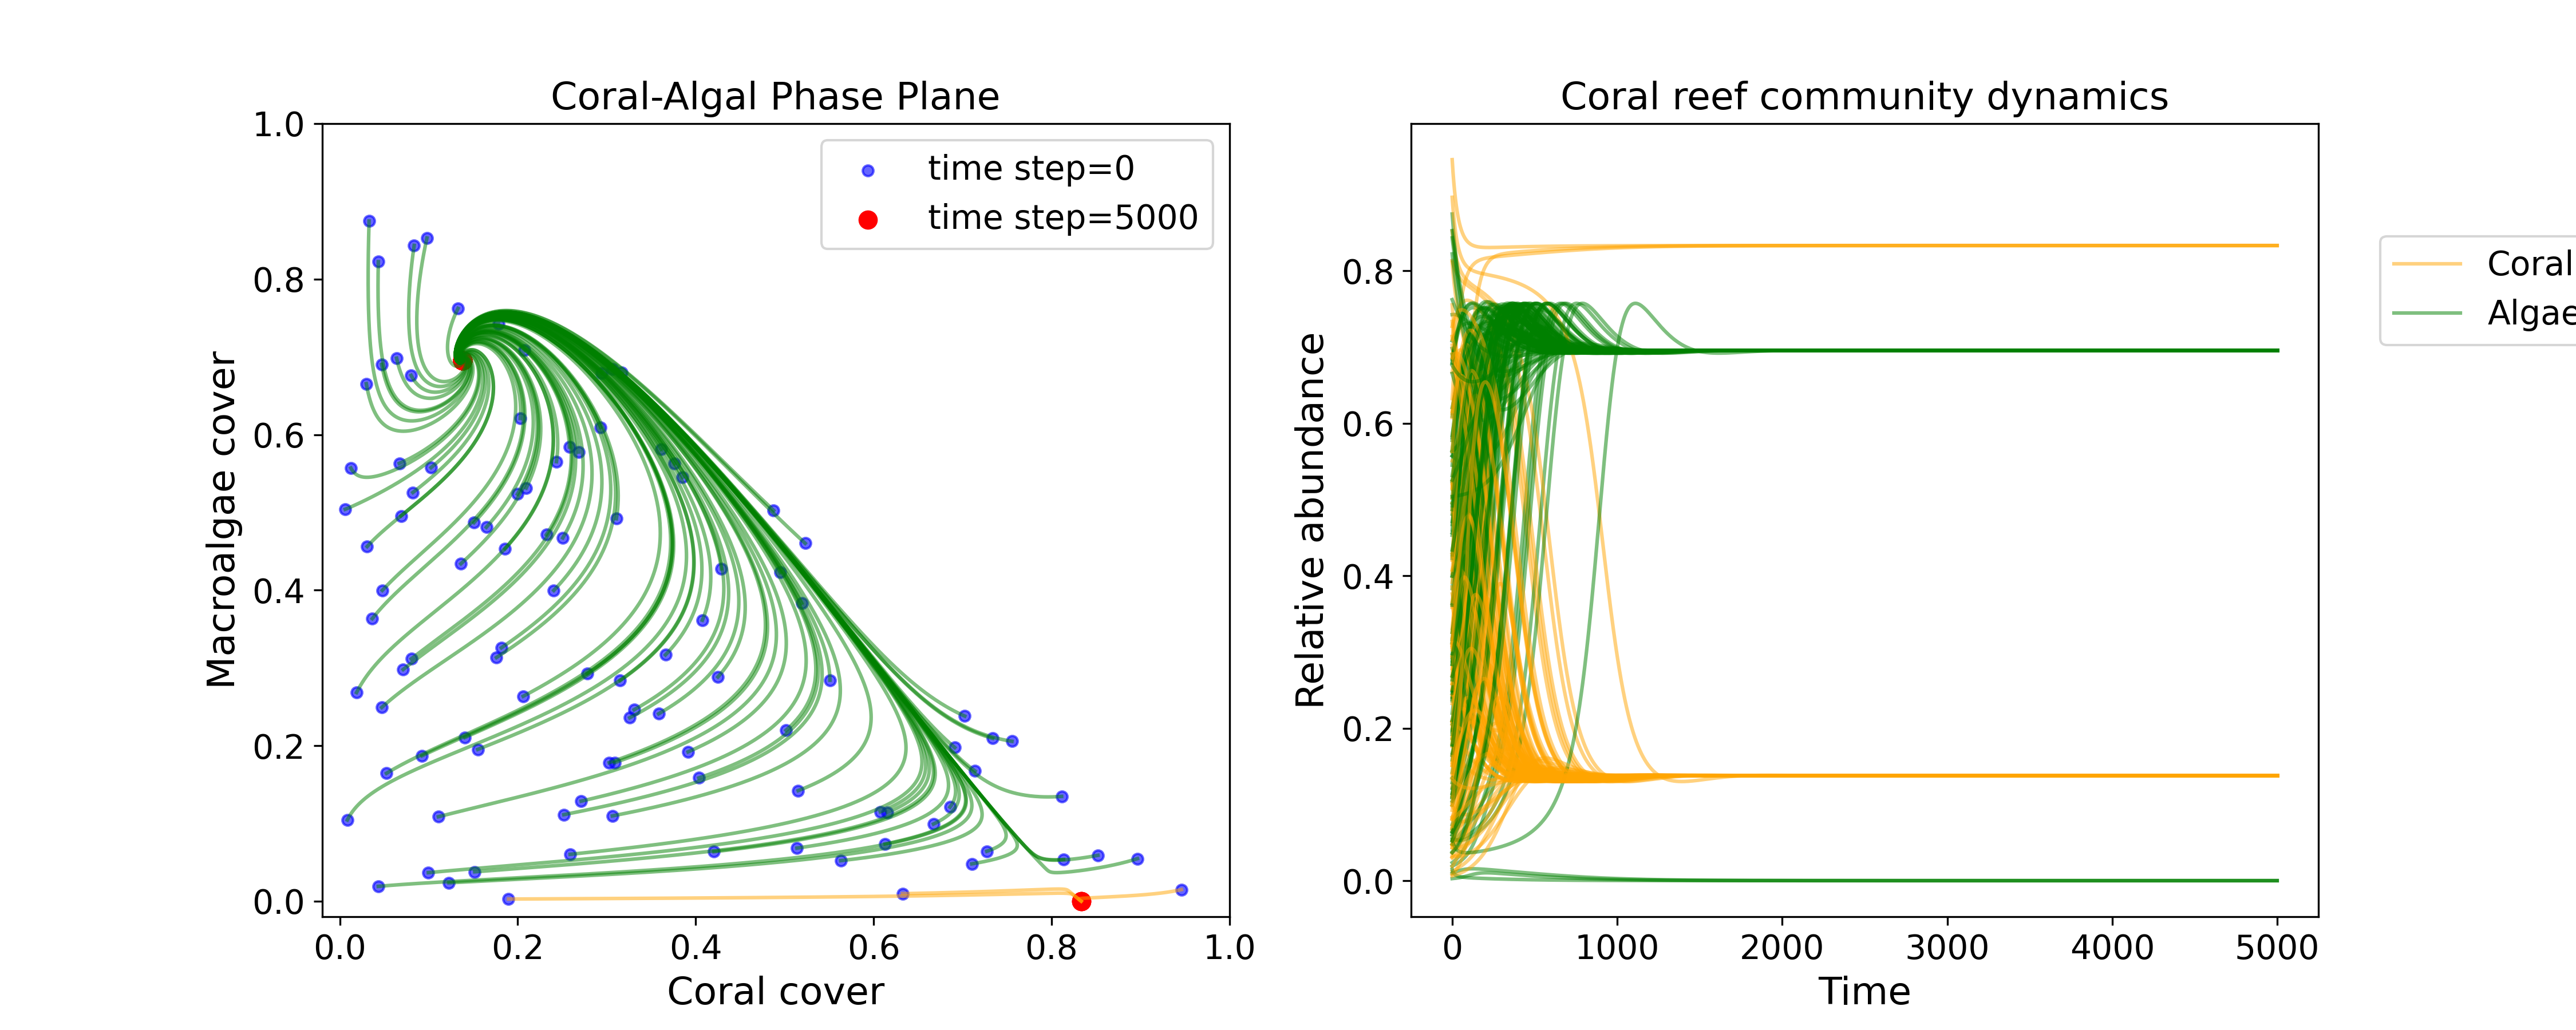 Coral-Algal Phase Plane
time step=0
time step=5000
Macroalgae cover
1.0
0.8
0.6
0.4
0.2
0.0
0.0 0.2 0.4 0.6 0.8 1.0
Coral cover
Coral reef community dynamics
Relative abundance
0.8
0.6
0.4
0.2
0.0
0 1000 2000 3000 4000 5000
Time
Coral
Algae